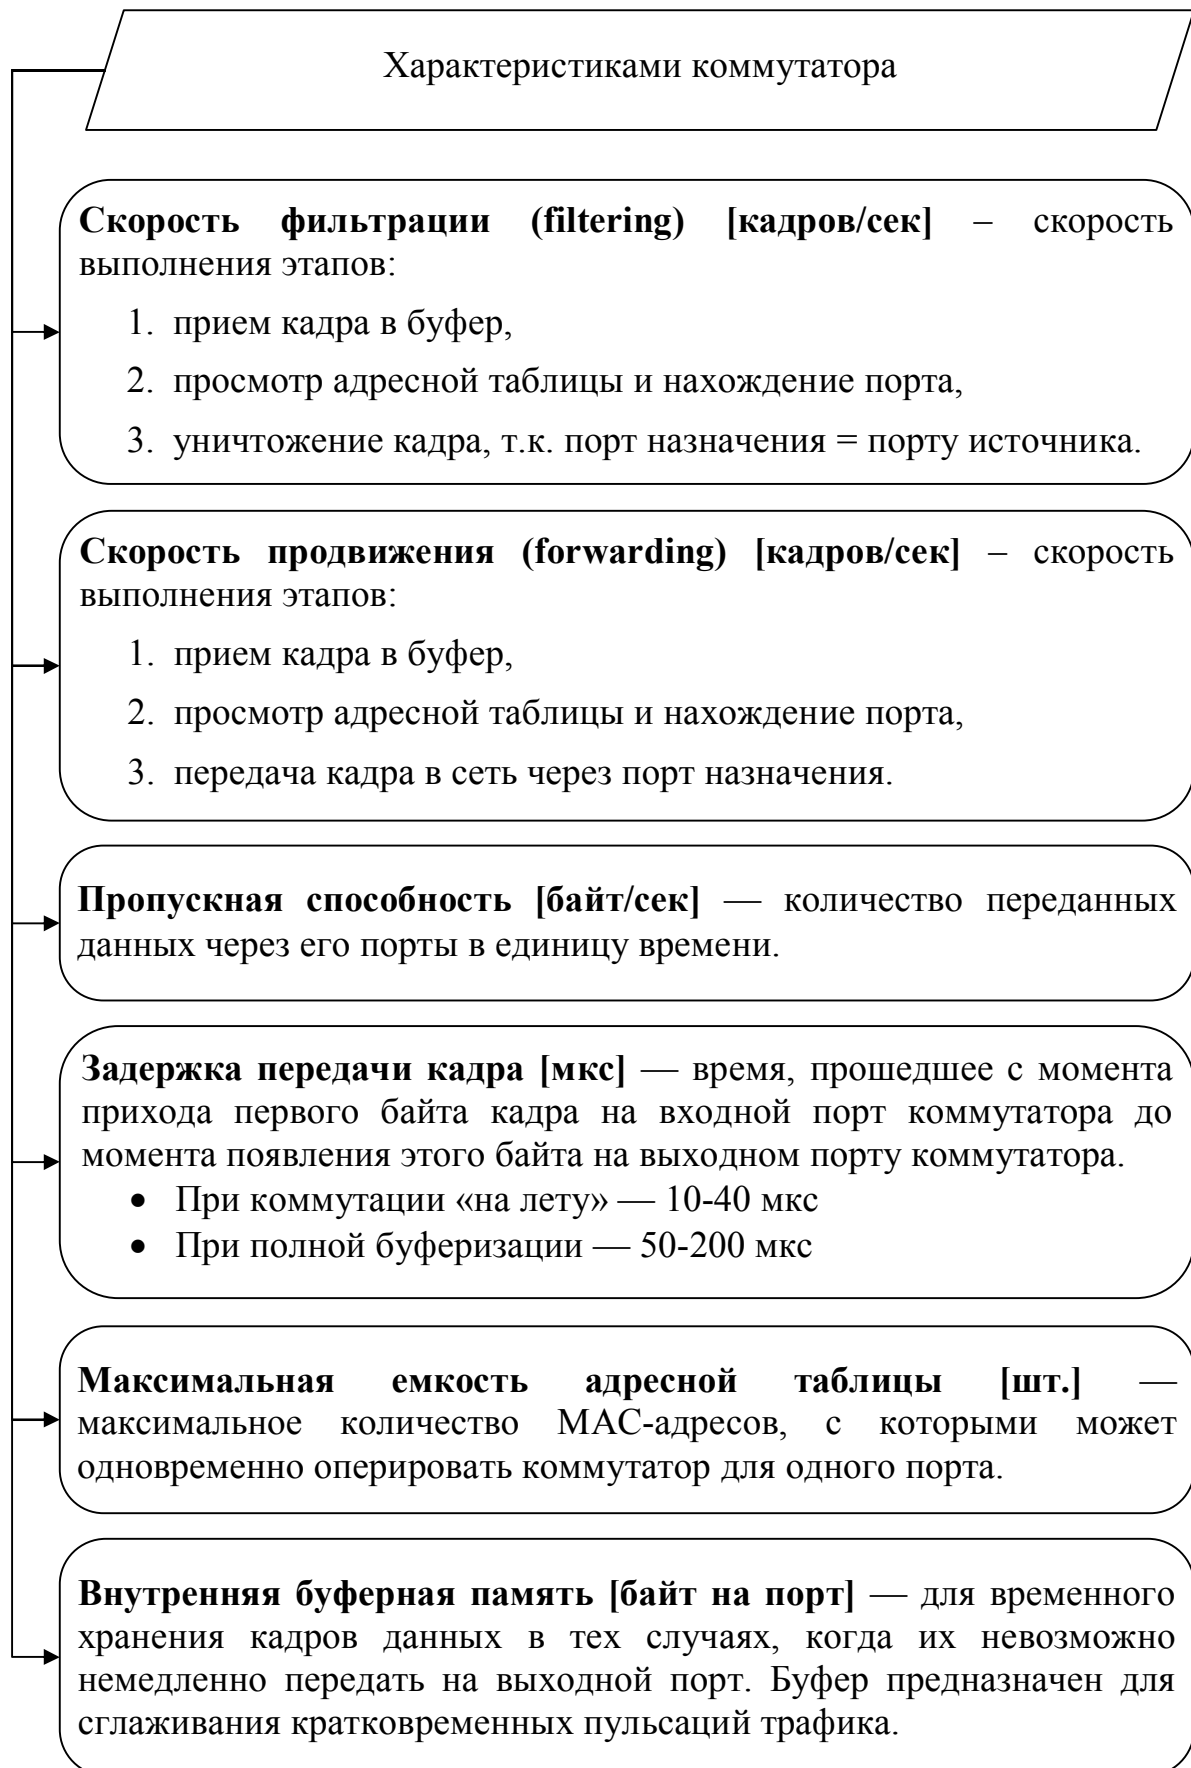 Характеристиками коммутатора
Скорость фильтрации (filtering) [кадров/сек] – скорость
выполнения этапов:
1. прием кадра в буфер,
2. просмотр адресной таблицы и нахождение порта,
3. уничтожение кадра, т.к. порт назначения = порту источника.
Скорость продвижения (forwarding) [кадров/сек] – скорость
выполнения этапов:
1. прием кадра в буфер,
2. просмотр адресной таблицы и нахождение порта,
3. передача кадра в сеть через порт назначения.
Пропускная способность [байт/сек] — количество переданных
данных через его порты в единицу времени.
Задержка передачи кадра [мкс] — время, прошедшее с момента
прихода первого байта кадра на входной порт коммутатора до
момента появления этого байта на выходном порту коммутатора.
• При коммутации «на лету» — 10-40 мкс
• При полной буферизации — 50-200 мкс
Максимальная емкость адресной таблицы [шт.] —
максимальное количество MAC-адресов, с которыми может
одновременно оперировать коммутатор для одного порта.
Внутренняя буферная память [байт на порт] — для временного
хранения кадров данных в тех случаях, когда их невозможно
немедленно передать на выходной порт. Буфер предназначен для
сглаживания кратковременных пульсаций трафика.